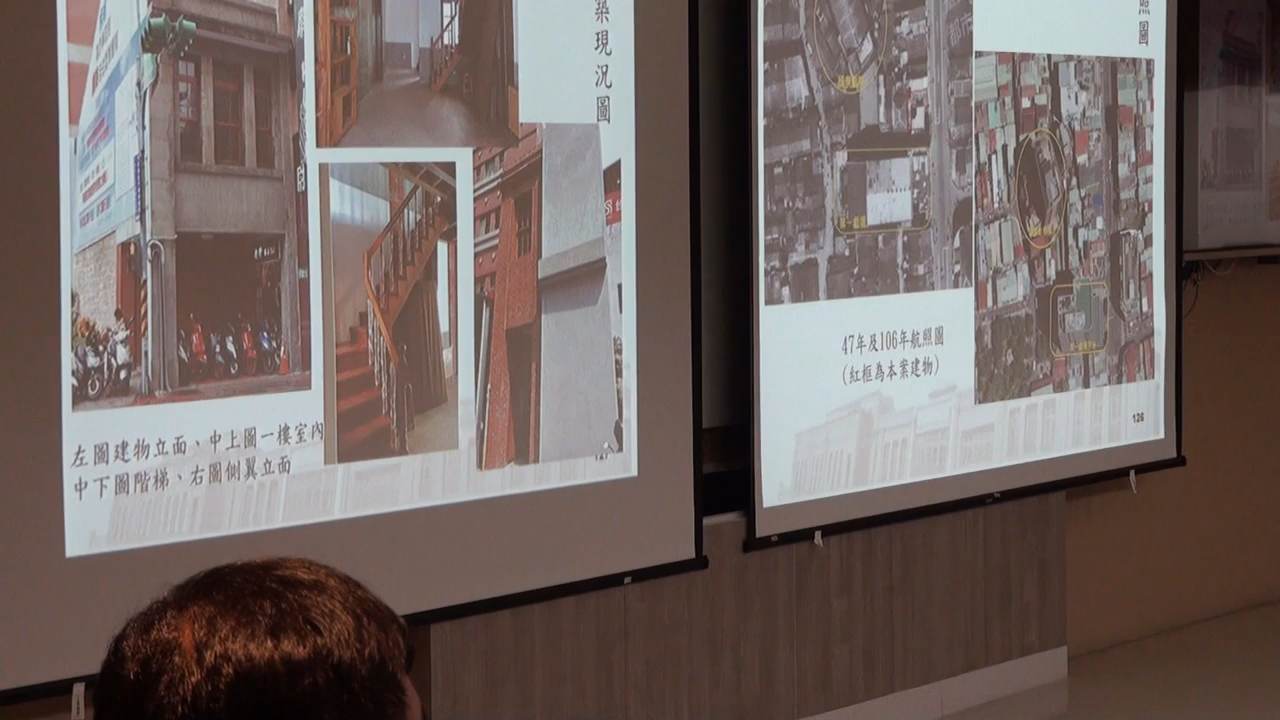 築現況圖
左圖建物立面、中上圖一樓室內
中下圖階梯、右圖側翼立面
照圖
47年及106年航照圖
(紅框為本案建物)
126